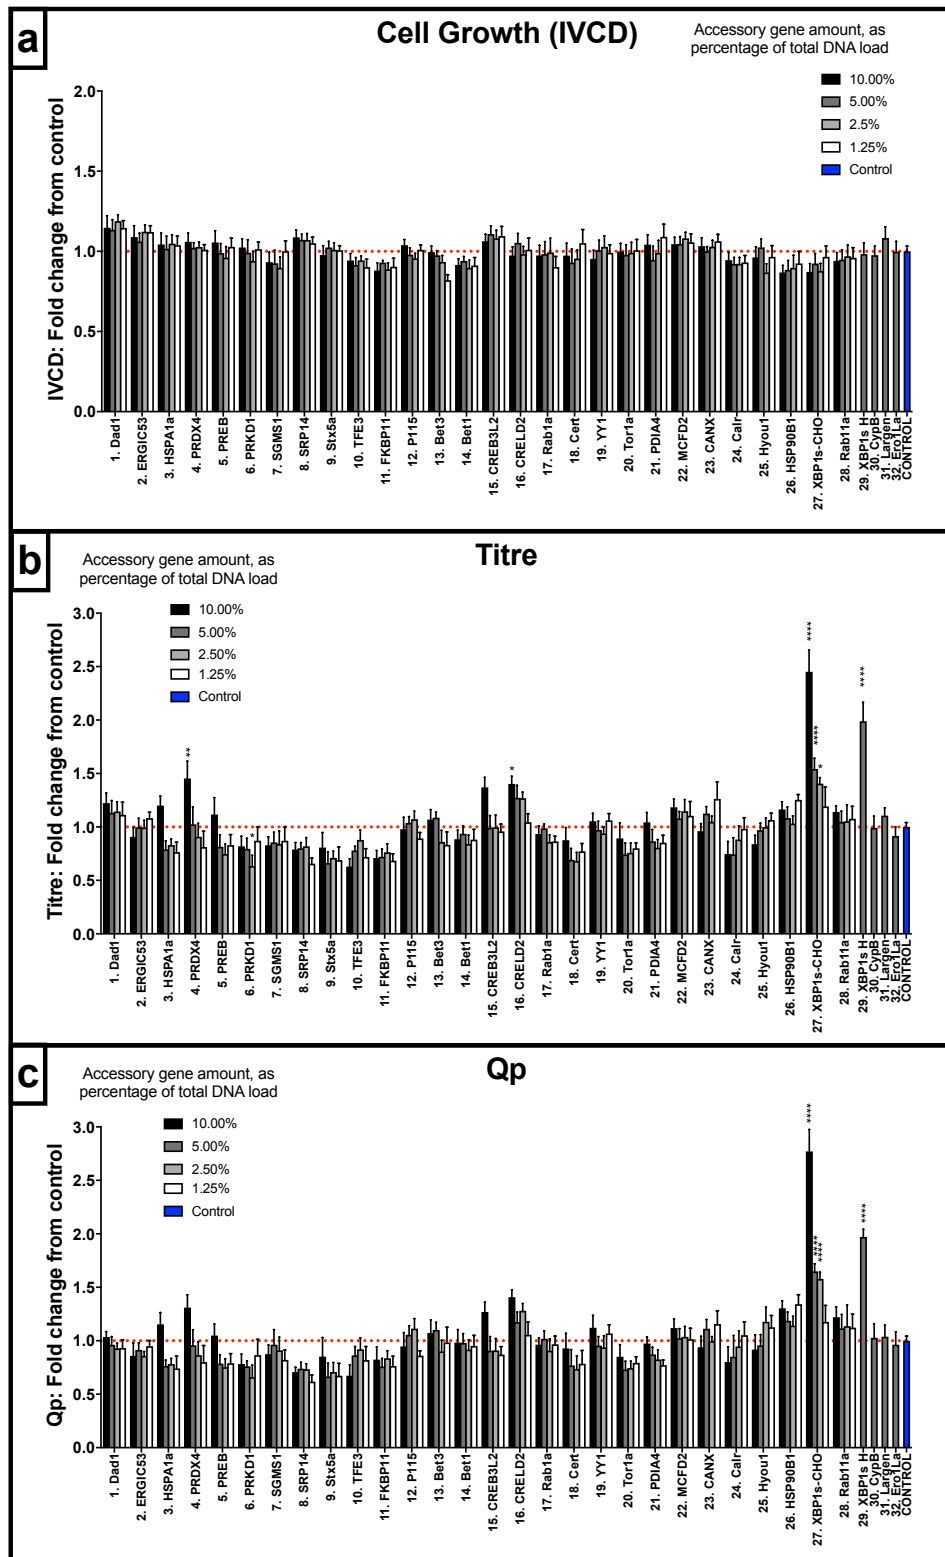 a
Cell Growth (IVCD)
Accessory gene amount, as
percentage of total DNA load
10.00%
5.00%
2.5%
1.25%
Control
IVCD: Fold change from control
2.0
1.5
1.0
0.5
0.0
1. Dad1
2. ERGIC53
3. HSPA1a
4. PRDX4
5. PREB
6. PRKD1
7. SGMS1
8. SRP14
9. Stx5a
10. TFE3
11. FKBP11
12. P115
13. Bet3
14. Bet1
15. CREB3L2
16. CRELD2
17. Rab1a
18. Cert
19. YY1
20. Tor1a
21. PDIA4
22. MCFD2
23. CANX
24. Calr
25. Hyou1
26. HSP90B1
27. XBP1s-CHO
28. Rab11a
29. XBP1s H
30. CypB
31. Largen
32. Ero1La
CONTROL
b
Titre
Accessory gene amount, as
percentage of total DNA load
10.00%
5.00%
2.50%
1.25%
Control
Titre: Fold change from control
3.0
2.5
2.0
1.5
1.0
0.5
0.0
**
*
*
****
****
*
****
1. Dad1
2. ERGIC53
3. HSPA1a
4. PRDX4
5. PREB
6. PRKD1
7. SGMS1
8. SRP14
9. Stx5a
10. TFE3
11. FKBP11
12. P115
13. Bet3
14. Bet1
15. CREB3L2
16. CRELD2
17. Rab1a
18. Cert
19. YY1
20. Tor1a
21. PDIA4
22. MCFD2
23. CANX
24. Calr
25. Hyou1
26. HSP90B1
27. XBP1s-CHO
28. Rab11a
29. XBP1s H
30. CypB
31. Largen
32. Ero1La
CONTROL
c
Qp
Accessory gene amount, as
percentage of total DNA load
10.00%
5.00%
2.50%
1.25%
Control
Qp: Fold change from control
3.0
2.5
2.0
1.5
1.0
0.5
0.0
****
****
****
****
1. Dad1
2. ERGIC53
3. HSPA1a
4. PRDX4
5. PREB
6. PRKD1
7. SGMS1
8. SRP14
9. Stx5a
10. TFE3
11. FKBP11
12. P115
13. Bet3
14. Bet1
15. CREB3L2
16. CRELD2
17. Rab1a
18. Cert
19. YY1
20. Tor1a
21. PDIA4
22. MCFD2
23. CANX
24. Calr
25. Hyou1
26. HSP90B1
27. XBP1s-CHO
28. Rab11a
29. XBP1s H
30. CypB
31. Largen
32. Ero1La
CONTROL